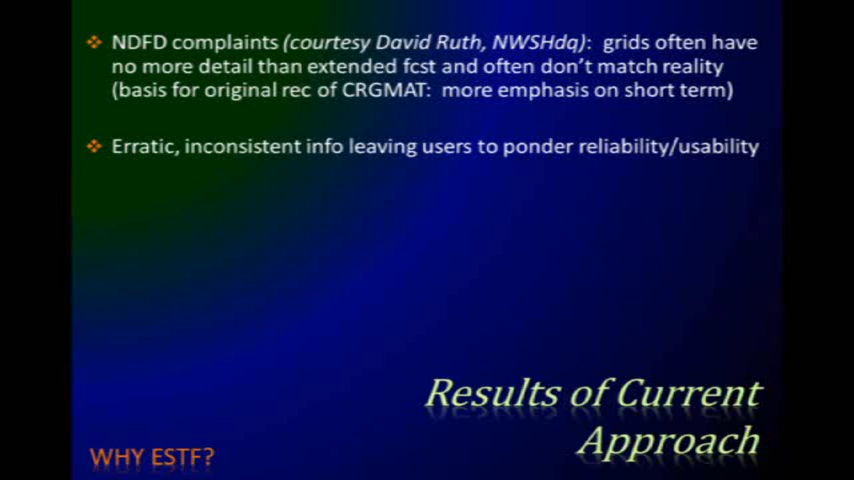 ❖ NDFD complaints (courtesy David Ruth, NWSHdq): grids often have
no more detail than extended fcst and often don't match reality
(basis for original rec of CRGMAT: more emphasis on short term)
❖ Erratic, inconsistent info leaving users to ponder reliability/usability
Results of Current
Approach
WHY ESTF?